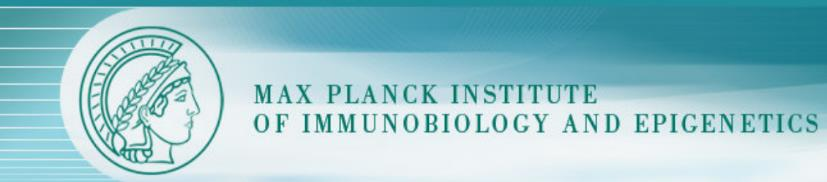 MAX PLANCK INSTITUTE
OF IMMUNOBIOLOGY AND EPIGENETICS